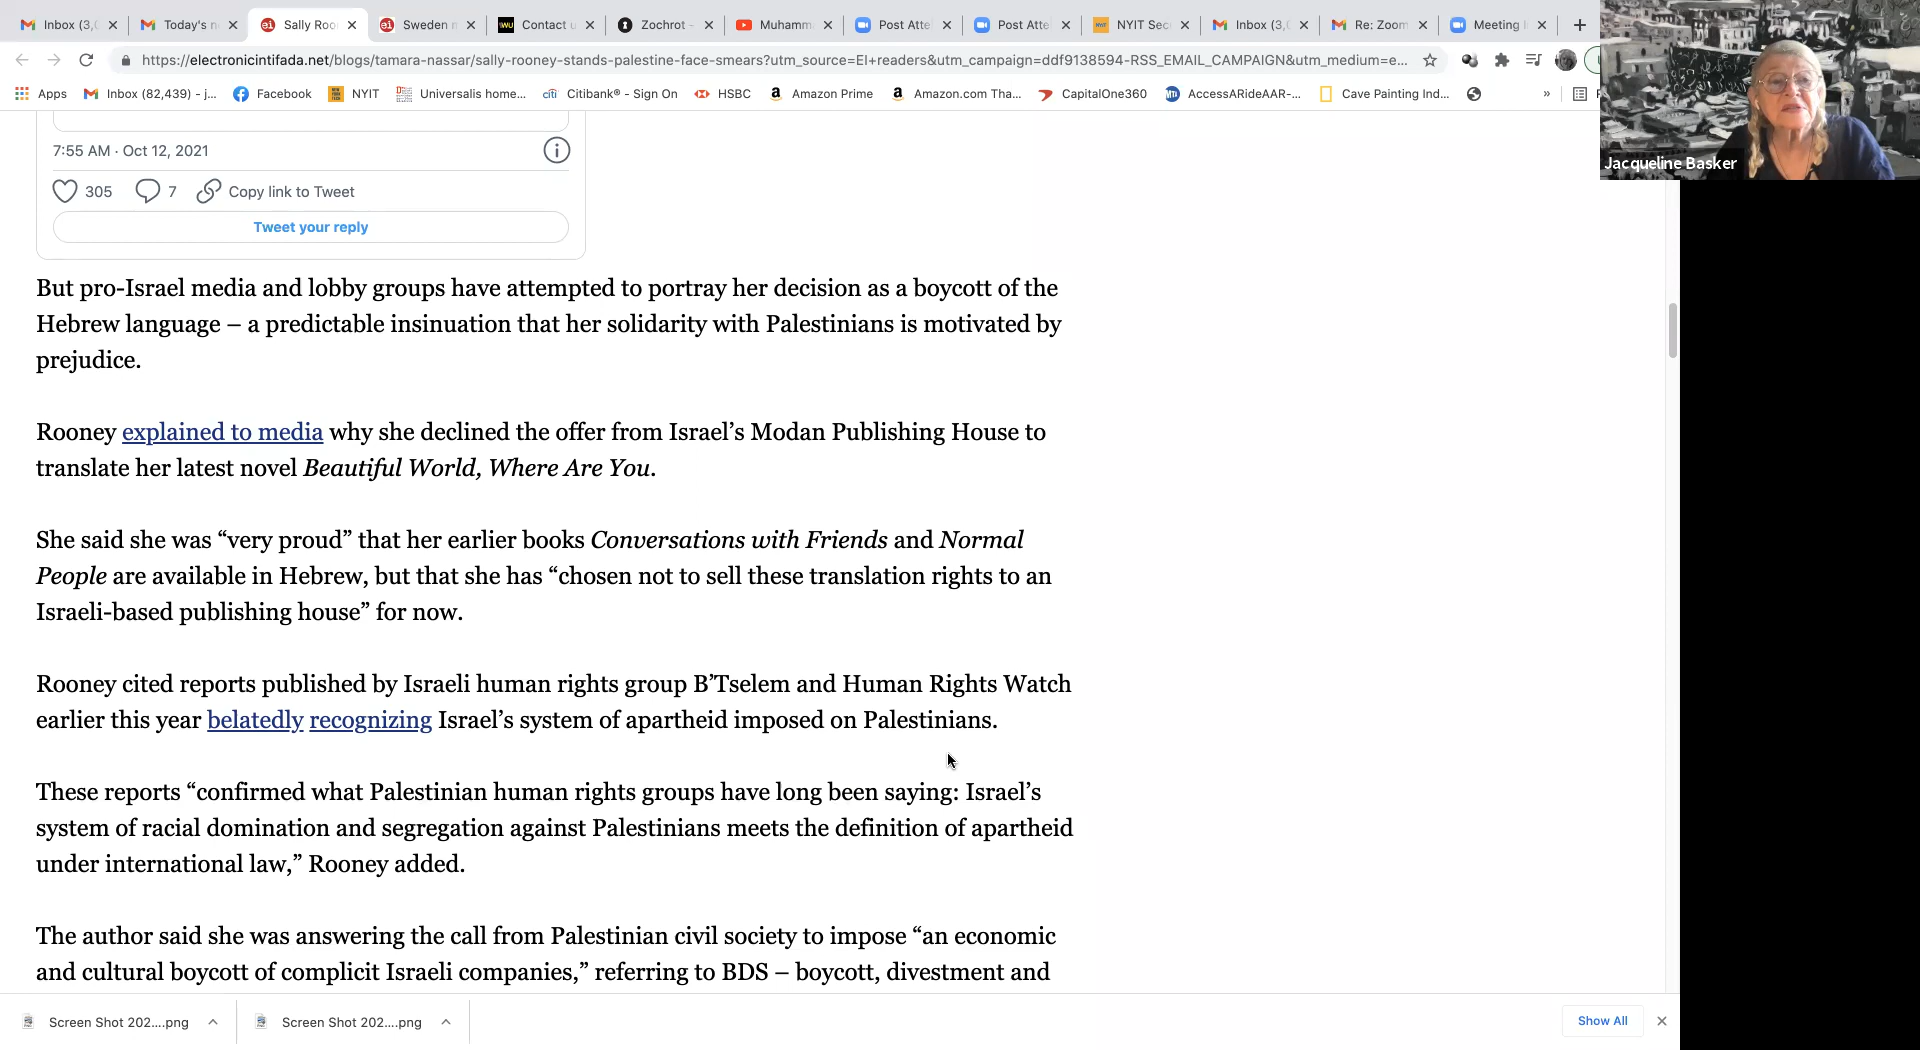 Inbox (3,0
Today's n
Sally Roo
Sweden m
Contact u
Zochrot -
Muhamm
Post Atte
Post Atte
NYIT Sec
Inbox (3,0
Re: Zoom
Meeting I
https://electronicintifada.net/blogs/tamara-nassar/sally-rooney-stands-palestine-face-smears?utm_source=EI+readers&utm_campaign=ddf9138594-RSS_EMAIL_CAMPAIGN&utm_medium=e...
Apps
Inbox (82,439) - j...
Facebook
NYIT
Universalis home...
citi Citibank® - Sign On
HSBC
Amazon Prime
Amazon.com Tha...
CapitalOne360
AccessARideAAR-...
Cave Painting Ind...
»
Jacqueline Basker
7:55 AM · Oct 12, 2021
305
7
Copy link to Tweet
Tweet your reply
But pro-Israel media and lobby groups have attempted to portray her decision as a boycott of the
Hebrew language – a predictable insinuation that her solidarity with Palestinians is motivated by
prejudice.
Rooney explained to media why she declined the offer from Israel’s Modan Publishing House to
translate her latest novel Beautiful World, Where Are You.
She said she was “very proud” that her earlier books Conversations with Friends and Normal
People are available in Hebrew, but that she has “chosen not to sell these translation rights to an
Israeli-based publishing house” for now.
Rooney cited reports published by Israeli human rights group B’Tselem and Human Rights Watch
earlier this year belatedly recognizing Israel’s system of apartheid imposed on Palestinians.
These reports “confirmed what Palestinian human rights groups have long been saying: Israel’s
system of racial domination and segregation against Palestinians meets the definition of apartheid
under international law,” Rooney added.
The author said she was answering the call from Palestinian civil society to impose “an economic
and cultural boycott of complicit Israeli companies,” referring to BDS – boycott, divestment and
Screen Shot 202....png
Screen Shot 202....png
Show All